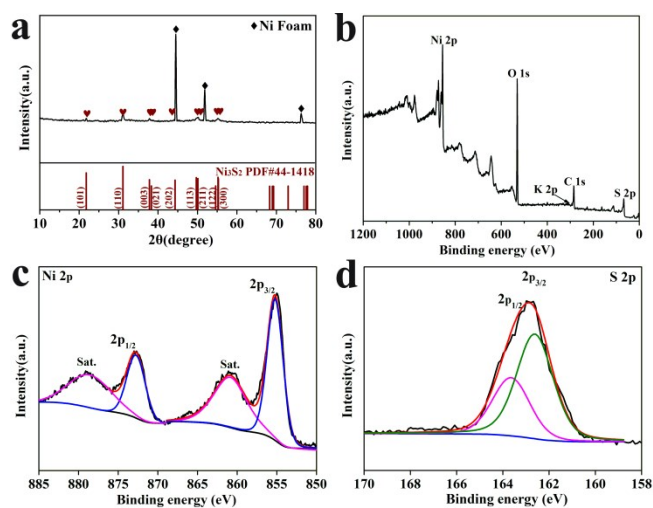 a
♦ Ni Foam
Intensity(a.u.)
Ni₃S₂ PDF#44-1418
(101)
(110)
(003)
(021)
(202)
(113)
(211)
(122)
(300)
10 20 30 40 50 60 70 80
2θ(degree)
b
Ni 2p
O 1s
K 2p
C 1s
S 2p
Intensity(a.u.)
1200 1000 800 600 400 200 0
Binding energy (eV)
c
Ni 2p
2p3/2
2p1/2
Sat.
Sat.
Intensity(a.u.)
885 880 875 870 865 860 855 850
Binding energy (eV)
d
S 2p
2p3/2
2p1/2
Intensity(a.u.)
170 168 166 164 162 160 158
Binding energy (eV)